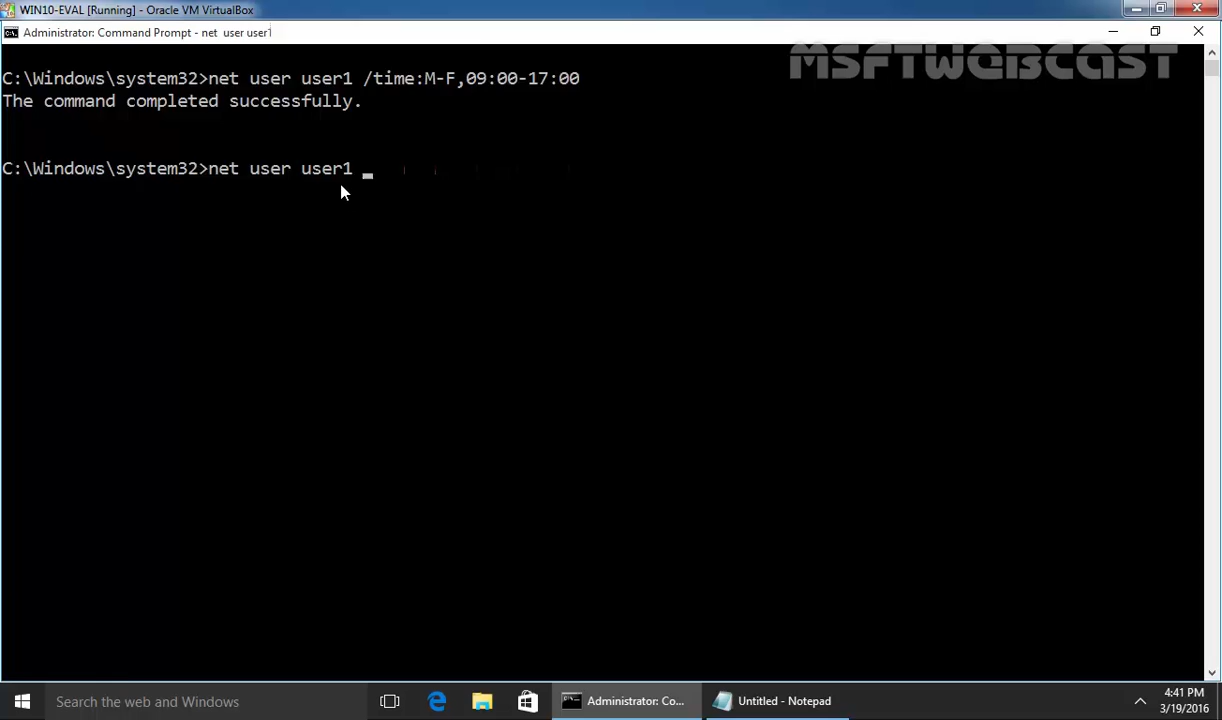 WIN10-EVAL [Running] - Oracle VM VirtualBox
Administrator: Command Prompt - net  user user1
MSFTWEBCAST
C:\Windows\system32>net user user1 /time:M-F,09:00-17:00
The command completed successfully.
C:\Windows\system32>net user user1 _
Search the web and Windows
Administrator: Co...
Untitled - Notepad
4:41 PM
3/19/2016